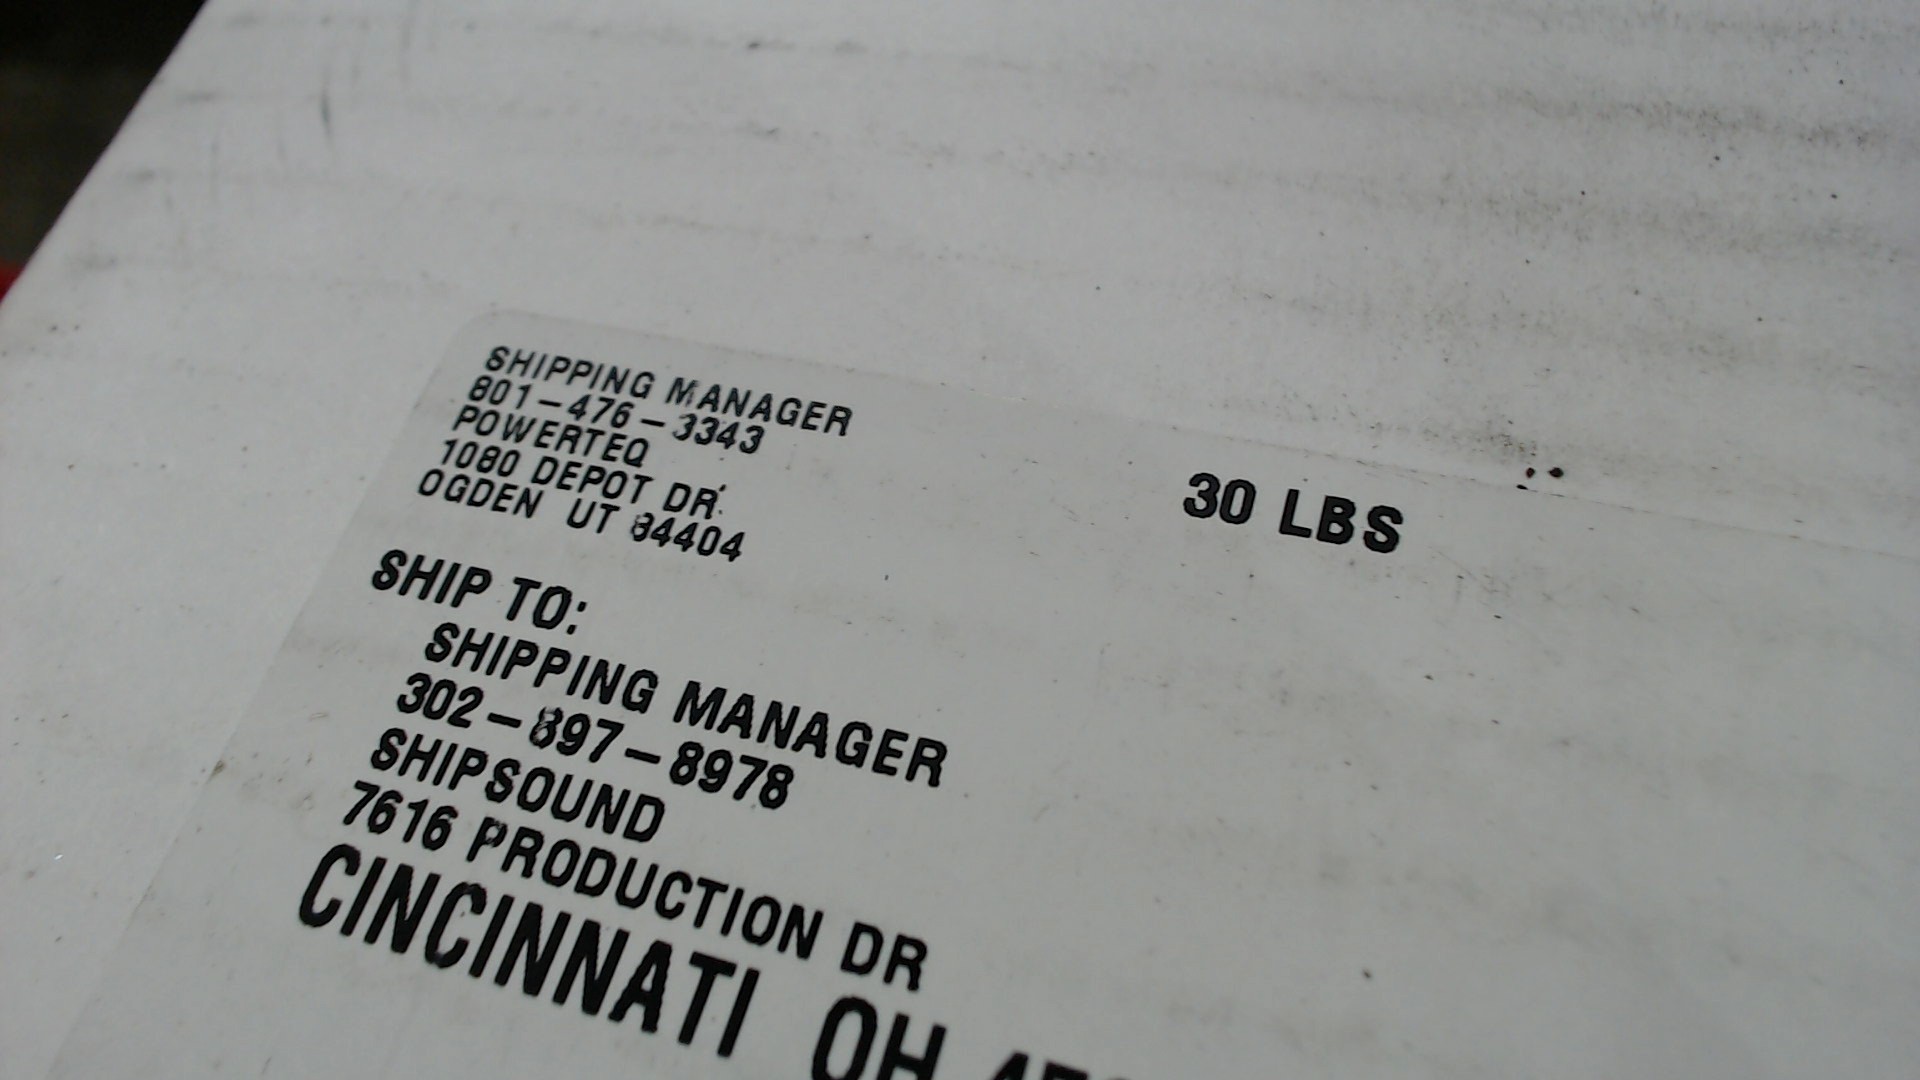 SHIPPING MANAGER
801-476-3343
POWERTEQ
1080 DEPOT DR.
OGDEN UT 84404
30 LBS
SHIP TO:
SHIPPING MANAGER
302-897-8978
SHIPSOUND
7616 PRODUCTION DR
CINCINNATI OH